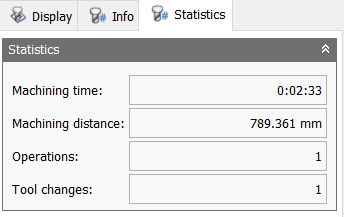 Display Info Statistics
Statistics
Machining time: 0:02:33
Machining distance: 789.361 mm
Operations: 1
Tool changes: 1